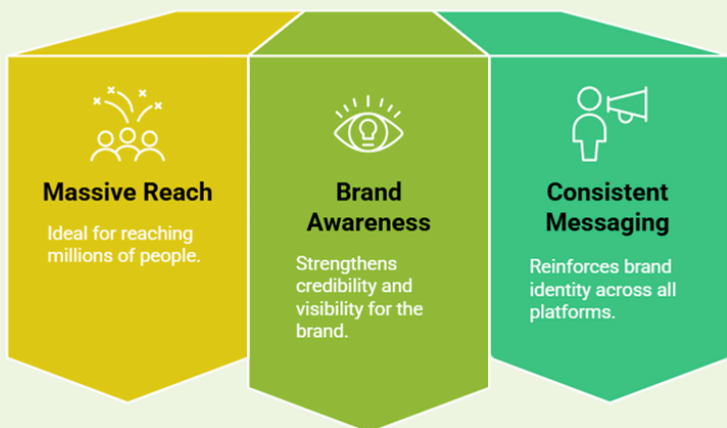 Massive Reach
Ideal for reaching
millions of people.
Brand
Awareness
Strengthens
credibility and
visibility for the
brand.
Consistent
Messaging
Reinforces brand
identity across all
platforms.